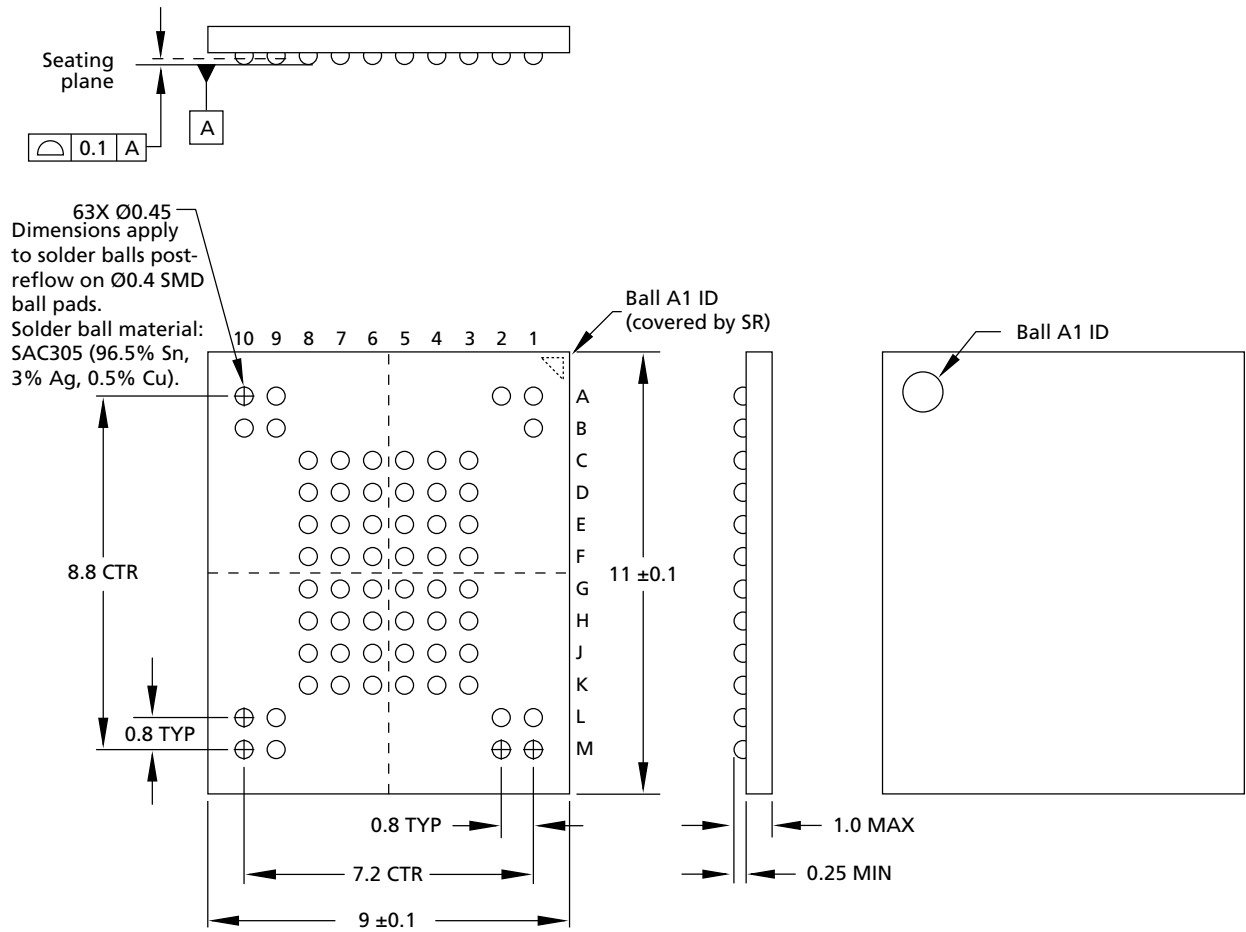 Seating
plane
A
0.1 A
63X Ø0.45
Dimensions apply
to solder balls post-
reflow on Ø0.4 SMD
ball pads.
Solder ball material:
SAC305 (96.5% Sn,
3% Ag, 0.5% Cu).
Ball A1 ID
(covered by SR)
Ball A1 ID
10 9 8 7 6 5 4 3 2 1
A
B
C
D
E
F
G
H
J
K
L
M
8.8 CTR
11 ±0.1
0.8 TYP
0.8 TYP
1.0 MAX
7.2 CTR
0.25 MIN
9 ±0.1